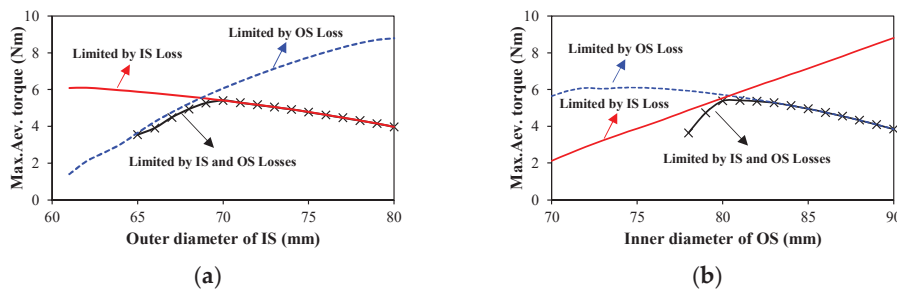 Max.Aev. torque (Nm)
10
8
6
4
2
0
60
65
70
75
80
Limited by IS Loss
Limited by OS Loss
Limited by IS and OS Losses
Outer diameter of IS (mm)
(a)
Max.Aev. torque (Nm)
10
8
6
4
2
0
70
75
80
85
90
Limited by OS Loss
Limited by IS Loss
Limited by IS and OS Losses
Inner diameter of OS (mm)
(b)